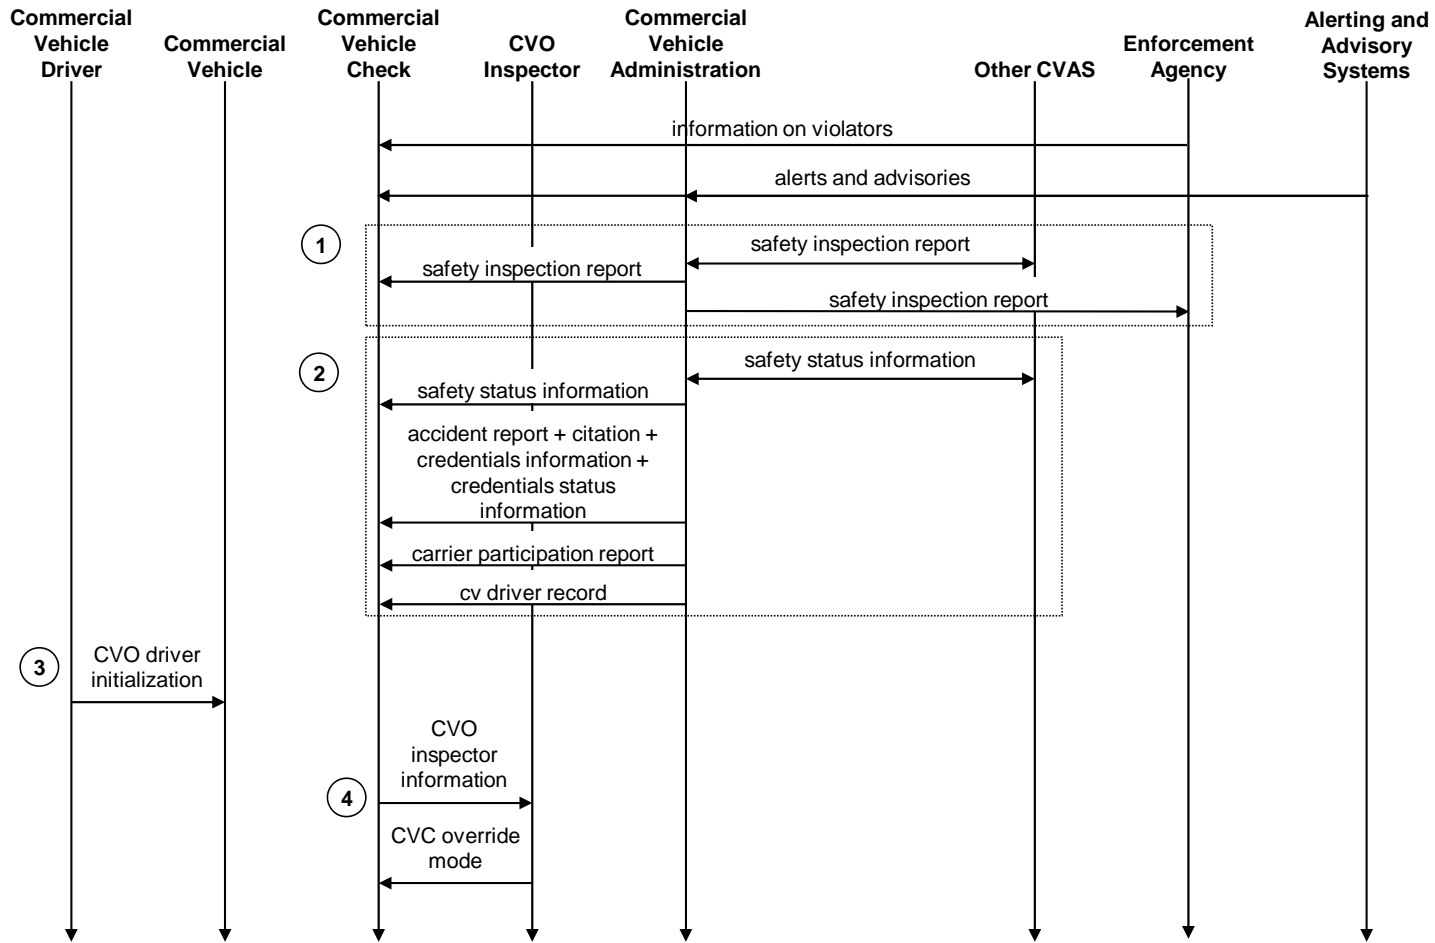 Commercial
Vehicle
Driver
Commercial
Vehicle
Commercial
Vehicle
Check
CVO
Inspector
Commercial
Vehicle
Administration
Other CVAS
Enforcement
Agency
Alerting and
Advisory
Systems
information on violators
alerts and advisories
1
safety inspection report
safety inspection report
safety inspection report
2
safety status information
safety status information
accident report + citation +
credentials information +
credentials status
information
carrier participation report
cv driver record
3
CVO driver
initialization
CVO
inspector
information
4
CVC override
mode